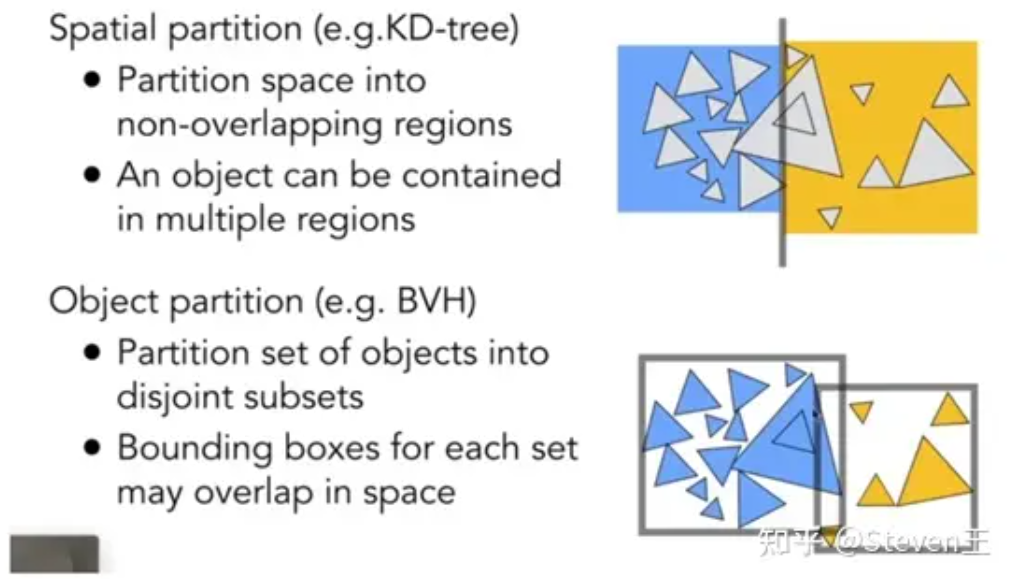 Spatial partition (e.g.KD-tree)
● Partition space into
non-overlapping regions
● An object can be contained
in multiple regions
Object partition (e.g. BVH)
● Partition set of objects into
disjoint subsets
● Bounding boxes for each set
may overlap in space
知乎 @Steven王